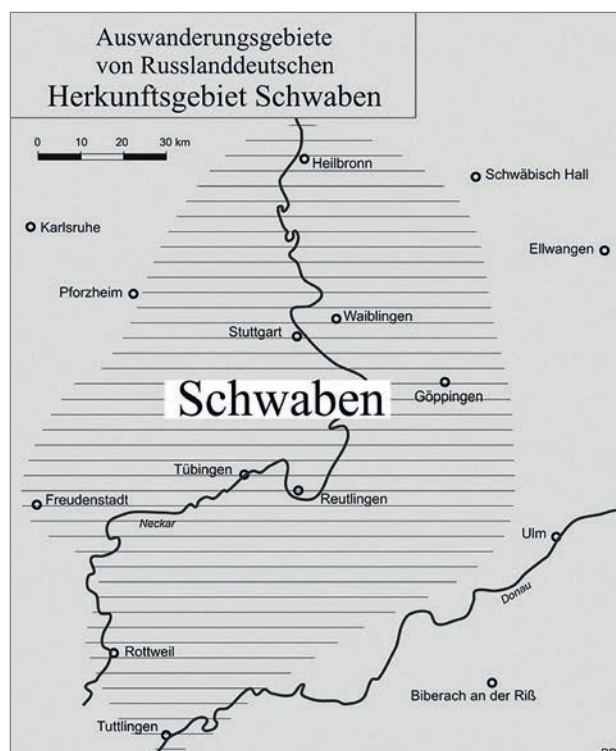 Auswanderungsgebiete
von Russlanddeutschen
Herkunftsgebiet Schwaben
0 10 20 30 km
Heilbronn
Schwäbisch Hall
Karlsruhe
Ellwangen
Pforzheim
Waiblingen
Stuttgart
Schwaben
Göppingen
Tübingen
Reutlingen
Freudenstadt
Neckar
Ulm
Donau
Rottweil
Biberach an der Riß
Tuttlingen